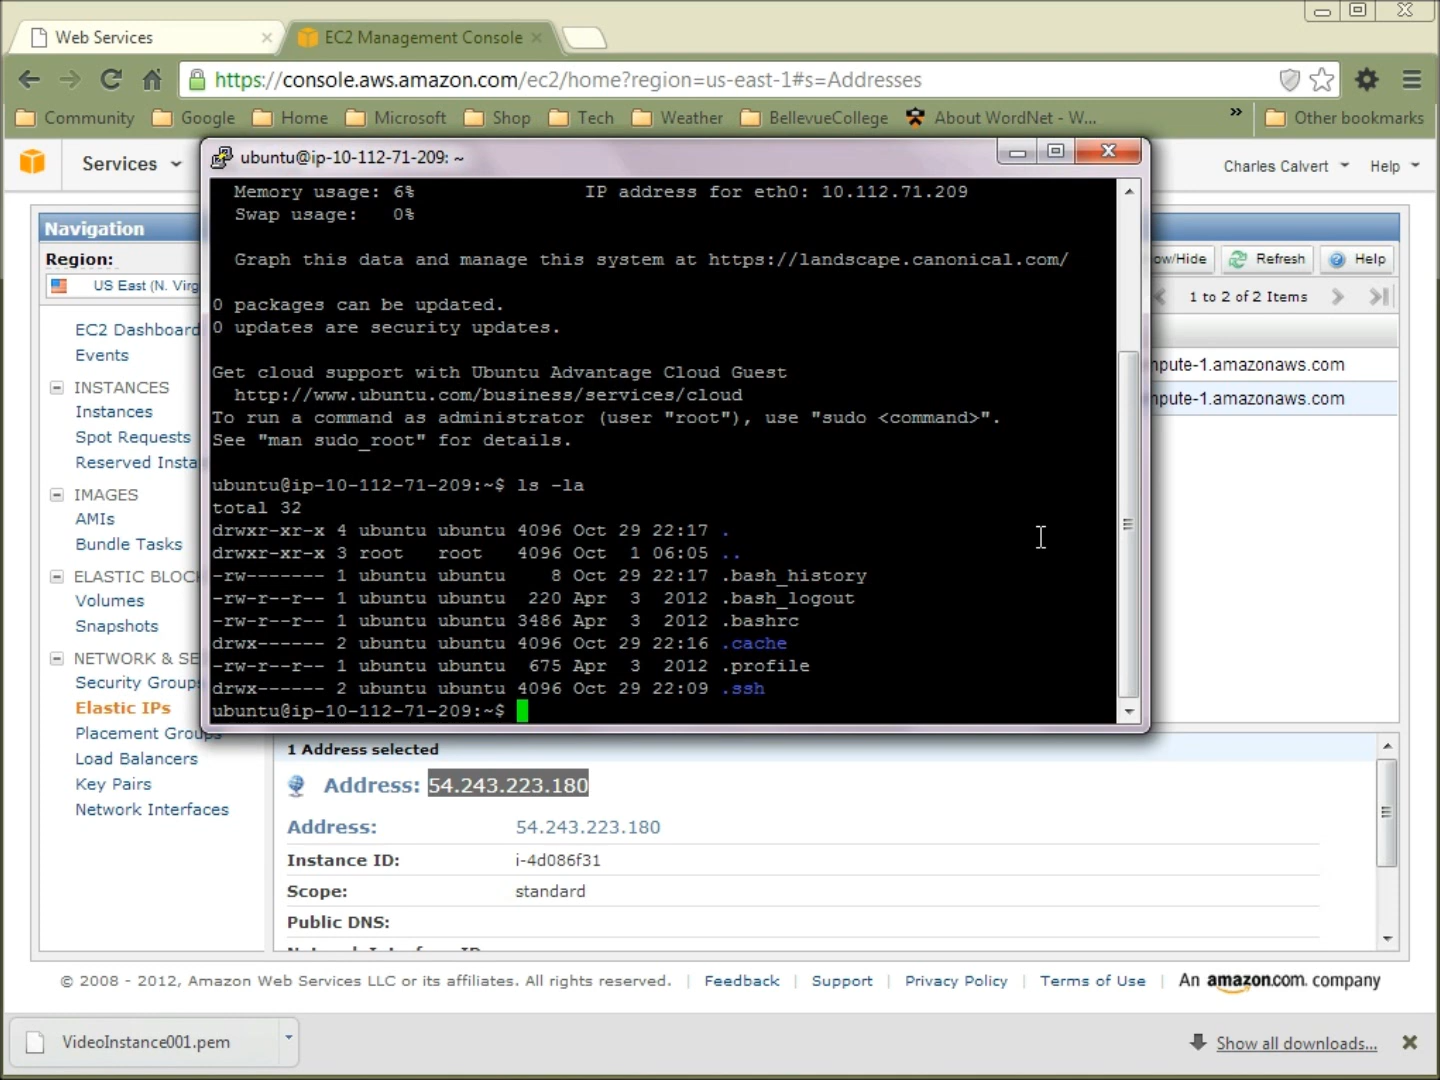 Web Services
EC2 Management Console
https://console.aws.amazon.com/ec2/home?region=us-east-1#s=Addresses
Community Google Home Microsoft Shop Tech Weather BellevueCollege About WordNet - W... » Other bookmarks
Services
Charles Calvert Help
ubuntu@ip-10-112-71-209: ~
Memory usage: 6% IP address for eth0: 10.112.71.209
Swap usage: 0%
Graph this data and manage this system at https://landscape.canonical.com/
0 packages can be updated.
0 updates are security updates.
Get cloud support with Ubuntu Advantage Cloud Guest
http://www.ubuntu.com/business/services/cloud
To run a command as administrator (user "root"), use "sudo <command>".
See "man sudo_root" for details.
ubuntu@ip-10-112-71-209:~$ ls -la
total 32
drwxr-xr-x 4 ubuntu ubuntu 4096 Oct 29 22:17 .
drwxr-xr-x 3 root root 4096 Oct 1 06:05 ..
-rw------- 1 ubuntu ubuntu 8 Oct 29 22:17 .bash_history
-rw-r--r-- 1 ubuntu ubuntu 220 Apr 3 2012 .bash_logout
-rw-r--r-- 1 ubuntu ubuntu 3486 Apr 3 2012 .bashrc
drwx------ 2 ubuntu ubuntu 4096 Oct 29 22:16 .cache
-rw-r--r-- 1 ubuntu ubuntu 675 Apr 3 2012 .profile
drwx------ 2 ubuntu ubuntu 4096 Oct 29 22:09 .ssh
ubuntu@ip-10-112-71-209:~$
Navigation
Region:
US East (N. Virg
EC2 Dashboard
Events
INSTANCES
Instances
Spot Requests
Reserved Insta
IMAGES
AMIs
Bundle Tasks
ELASTIC BLOC
Volumes
Snapshots
NETWORK & SE
Security Groups
Elastic IPs
Placement Groups
Load Balancers
Key Pairs
Network Interfaces
ow/Hide Refresh Help
1 to 2 of 2 Items
mpute-1.amazonaws.com
mpute-1.amazonaws.com
1 Address selected
Address: 54.243.223.180
Address: 54.243.223.180
Instance ID: i-4d086f31
Scope: standard
Public DNS:
© 2008 - 2012, Amazon Web Services LLC or its affiliates. All rights reserved. | Feedback | Support | Privacy Policy | Terms of Use | An amazon.com. company
VideoInstance001.pem
Show all downloads...